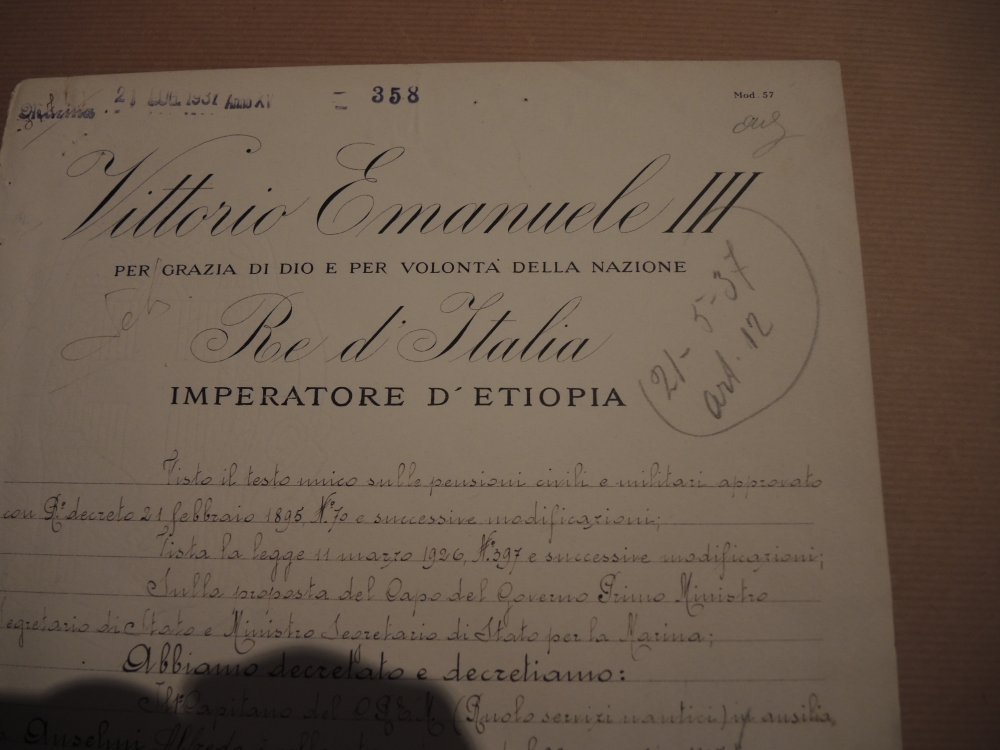 Marina 21 LUG. 1937 Anno XV = 358
Mod. 57
Vittorio Emanuele III
PER GRAZIA DI DIO E PER VOLONTÀ DELLA NAZIONE
Re d'Italia
IMPERATORE D'ETIOPIA
21-5-37
art. 12
Visto il testo unico sulle pensioni civili e militari approvato
con R.° decreto 21 febbraio 1895, N.° 70 e successive modificazioni;
Vista la legge 11 marzo 1926, N.° 397 e successive modificazioni;
Sulla proposta del Capo del Governo Primo Ministro
Segretario di Stato e Ministro Segretario di Stato per la Marina;
Abbiamo decretato e decretiamo:
Capitano del C.R.E.M. (Ruolo servizi nautici) in ausilia
Anselmi